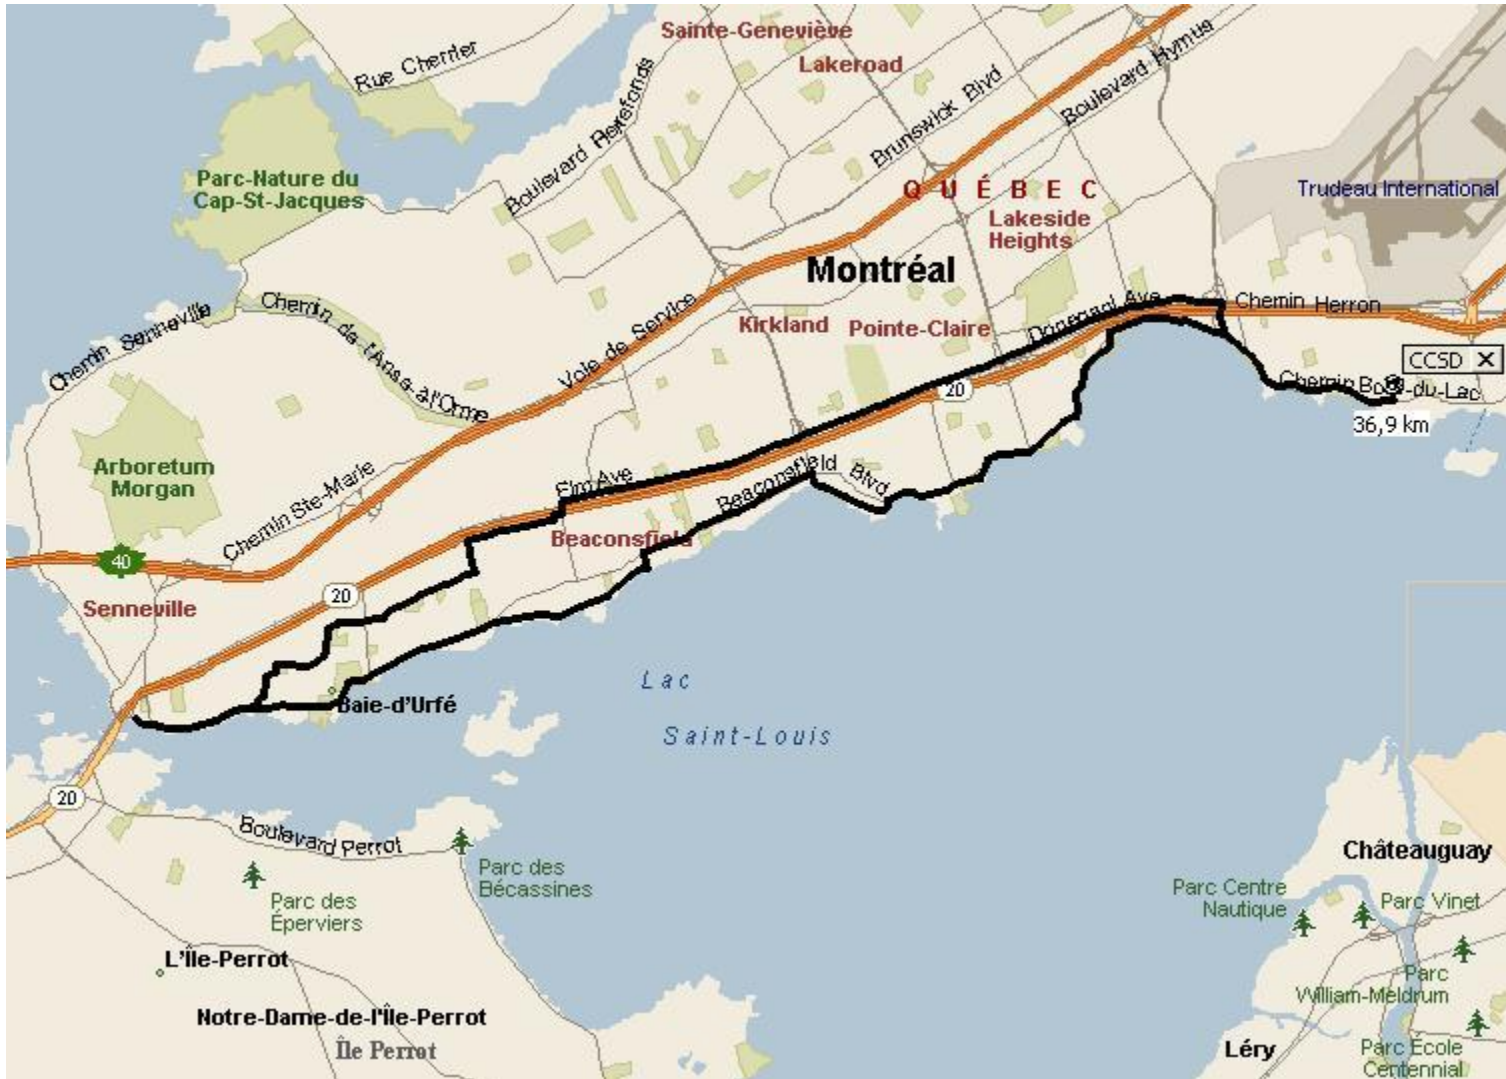 Sainte-Geneviève
Lakeroad
Rue Cherrier
Boulevard Hymus
Brunswick Blvd
Boulevard
Parc-Nature du
Cap-St-Jacques
QUÉBEC
Trudeau International
Lakeside
Heights
Montréal
Chemin Senneville
Chemin de l'Anse-à-l'Orme
Voie de Service
Kirkland
Pointe-Claire
Donegani Ave
Chemin Herron
CCSD
20
Chemin Bord-du-Lac
36,9 km
Arboretum
Morgan
Chemin Ste-Marie
Elm Ave
Beaconsfield Blvd
Beaconsfield
40
20
Senneville
Baie-d'Urfé
Lac
Saint-Louis
20
Boulevard Perrot
Parc des
Bécassines
Parc des
Éperviers
L'Île-Perrot
Notre-Dame-de-l'Île-Perrot
Île Perrot
Châteauguay
Parc Centre
Nautique
Parc Vinet
Parc
William-Meldrum
Léry
Parc École
Centennial